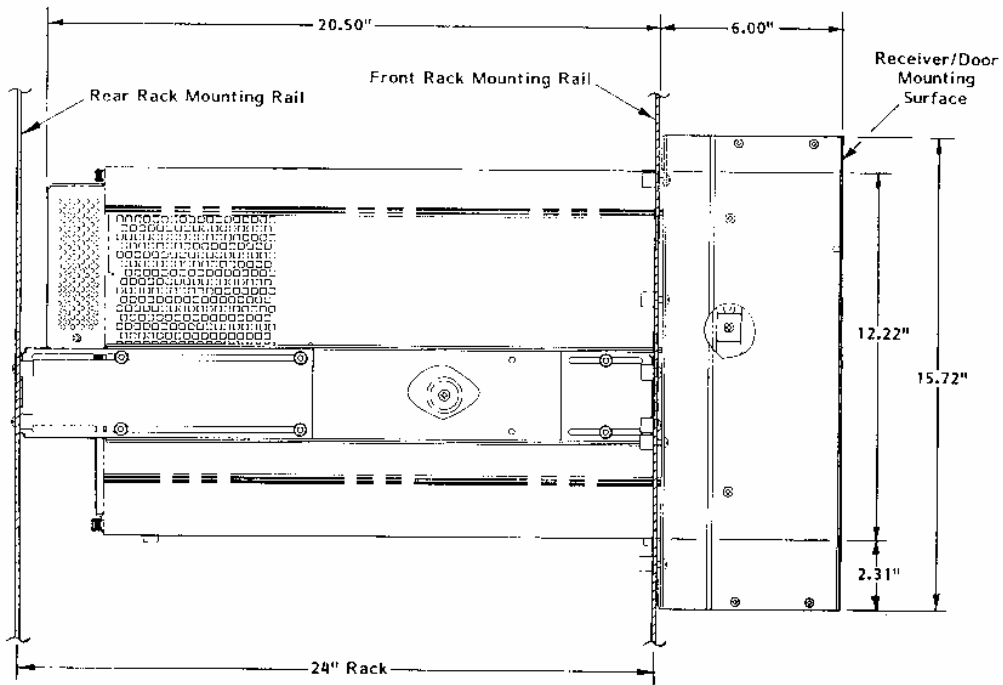 20.50"
6.00"
Receiver/Door
Mounting
Surface
Front Rack Mounting Rail
Rear Rack Mounting Rail
12.22"
15.72"
2.31"
24" Rack